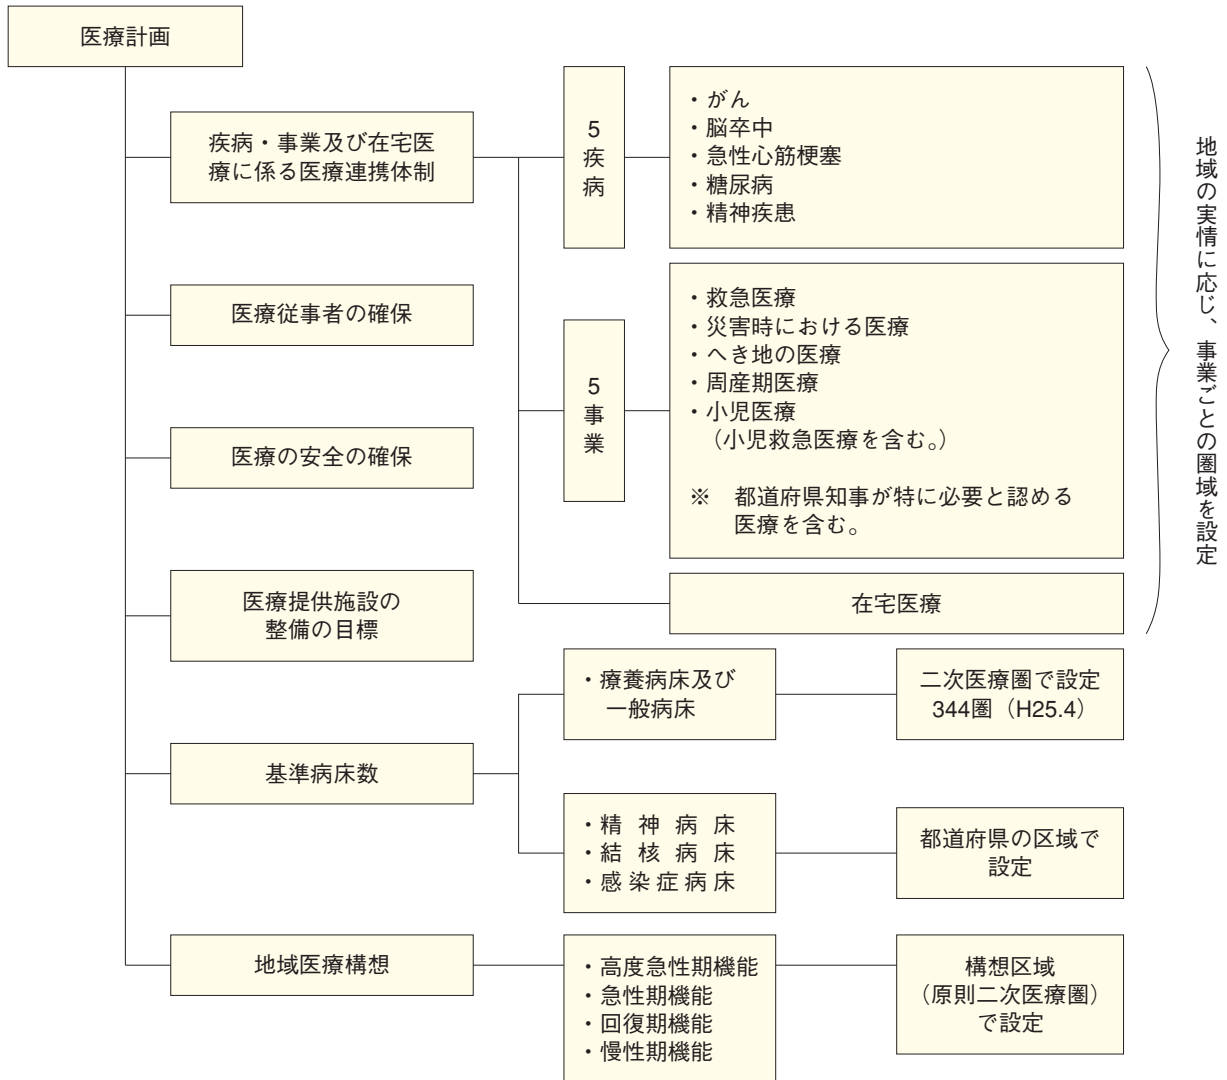 医療計画
疾病・事業及び在宅医
療に係る医療連携体制
5
疾
病
・がん
・脳卒中
・急性心筋梗塞
・糖尿病
・精神疾患
5
事
業
・救急医療
・災害時における医療
・へき地の医療
・周産期医療
・小児医療
（小児救急医療を含む。）
※　都道府県知事が特に必要と認める
医療を含む。
在宅医療
地域の実情に応じ、事業ごとの圏域を設定
医療従事者の確保
医療の安全の確保
医療提供施設の
整備の目標
基準病床数
・療養病床及び
一般病床
二次医療圏で設定
344圏（H25.4）
・精　神　病　床
・結　核　病　床
・感 染 症 病 床
都道府県の区域で
設定
地域医療構想
・高度急性期機能
・急性期機能
・回復期機能
・慢性期機能
構想区域
（原則二次医療圏）
で設定